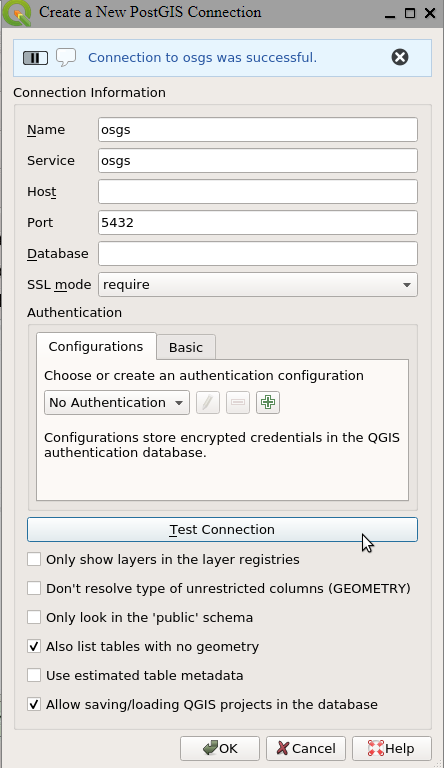 Create a New PostGIS Connection
Connection to osgs was successful.
Connection Information
Name osgs
Service osgs
Host
Port 5432
Database
SSL mode require
Authentication
Configurations Basic
Choose or create an authentication configuration
No Authentication
Configurations store encrypted credentials in the QGIS
authentication database.
Test Connection
Only show layers in the layer registries
Don't resolve type of unrestricted columns (GEOMETRY)
Only look in the 'public' schema
Also list tables with no geometry
Use estimated table metadata
Allow saving/loading QGIS projects in the database
OK Cancel Help